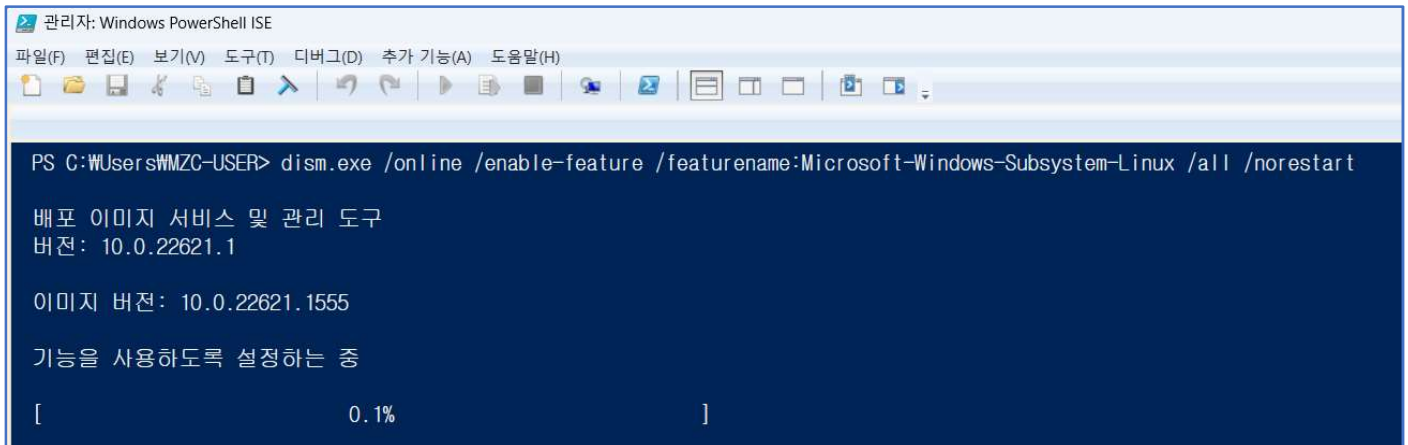 관리자: Windows PowerShell ISE
파일(F) 편집(E) 보기(V) 도구(T) 디버그(D) 추가 기능(A) 도움말(H)
PS C:₩Users₩MZC-USER> dism.exe /online /enable-feature /featurename:Microsoft-Windows-Subsystem-Linux /all /norestart
배포 이미지 서비스 및 관리 도구
버전: 10.0.22621.1
이미지 버전: 10.0.22621.1555
기능을 사용하도록 설정하는 중
[ 0.1% ]